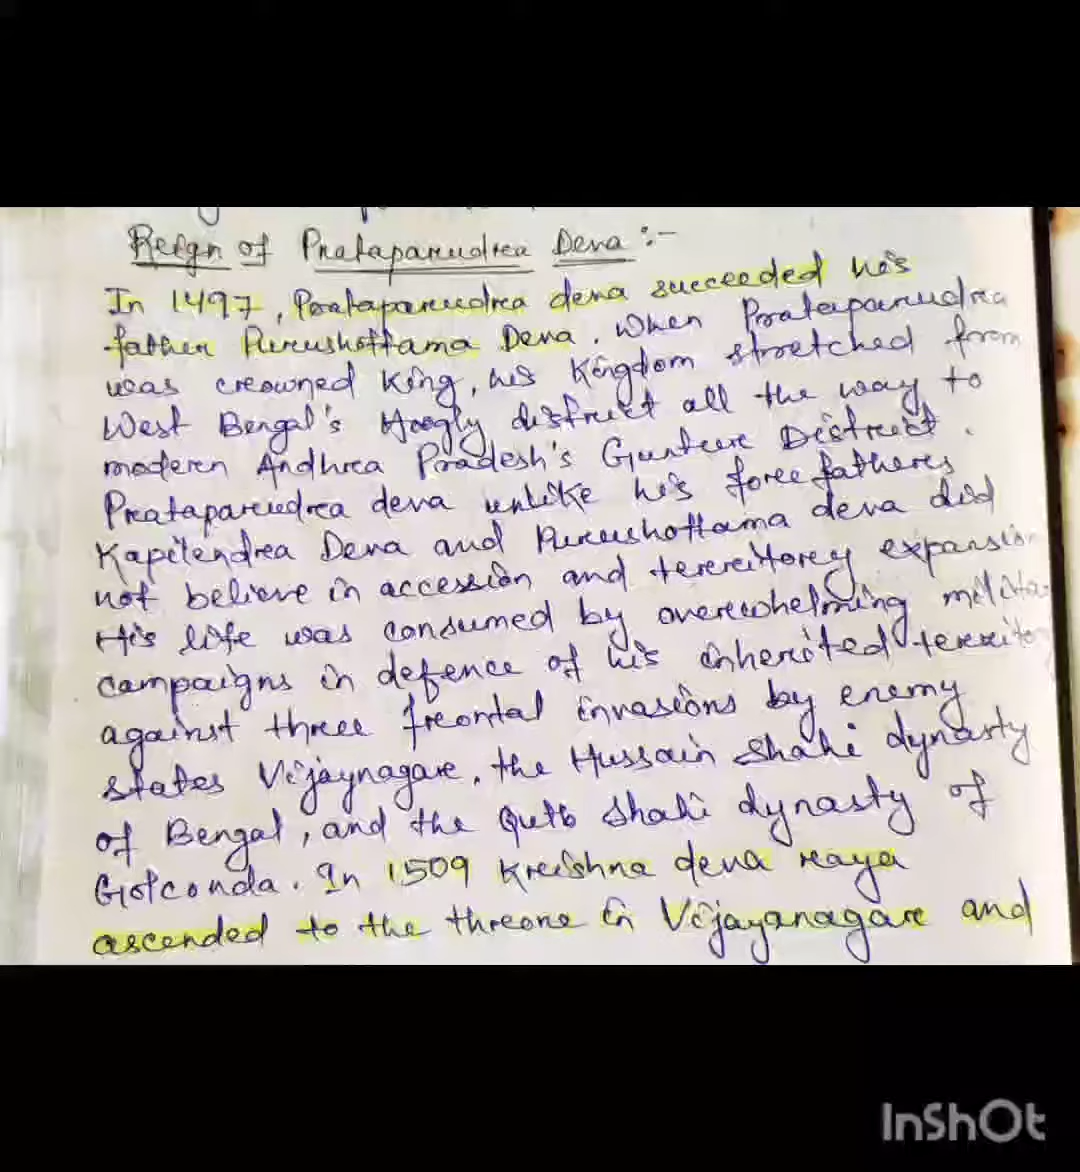 Reign of Prataparudra Deva :-
In 1497, Prataparudra deva succeeded his
father Purushottama Deva. When Prataparudra
was crowned King, his Kingdom stretched from
West Bengal's Hoogly district all the way to
modern Andhra Pradesh's Guntur District.
Prataparudra deva unlike his forefathers
Kapilendra Deva and Purushottama deva did
not believe in accession and territory expansion
His life was consumed by overwhelming milita
campaigns in defence of his inherited territo
against three frontal invasions by enemy
states Vijaynagar, the Hussain Shahi dynasty
of Bengal, and the Qutb Shahi dynasty of
Golconda. In 1509 Krushna deva raya
ascended to the throne in Vijayanagar and
InShOt